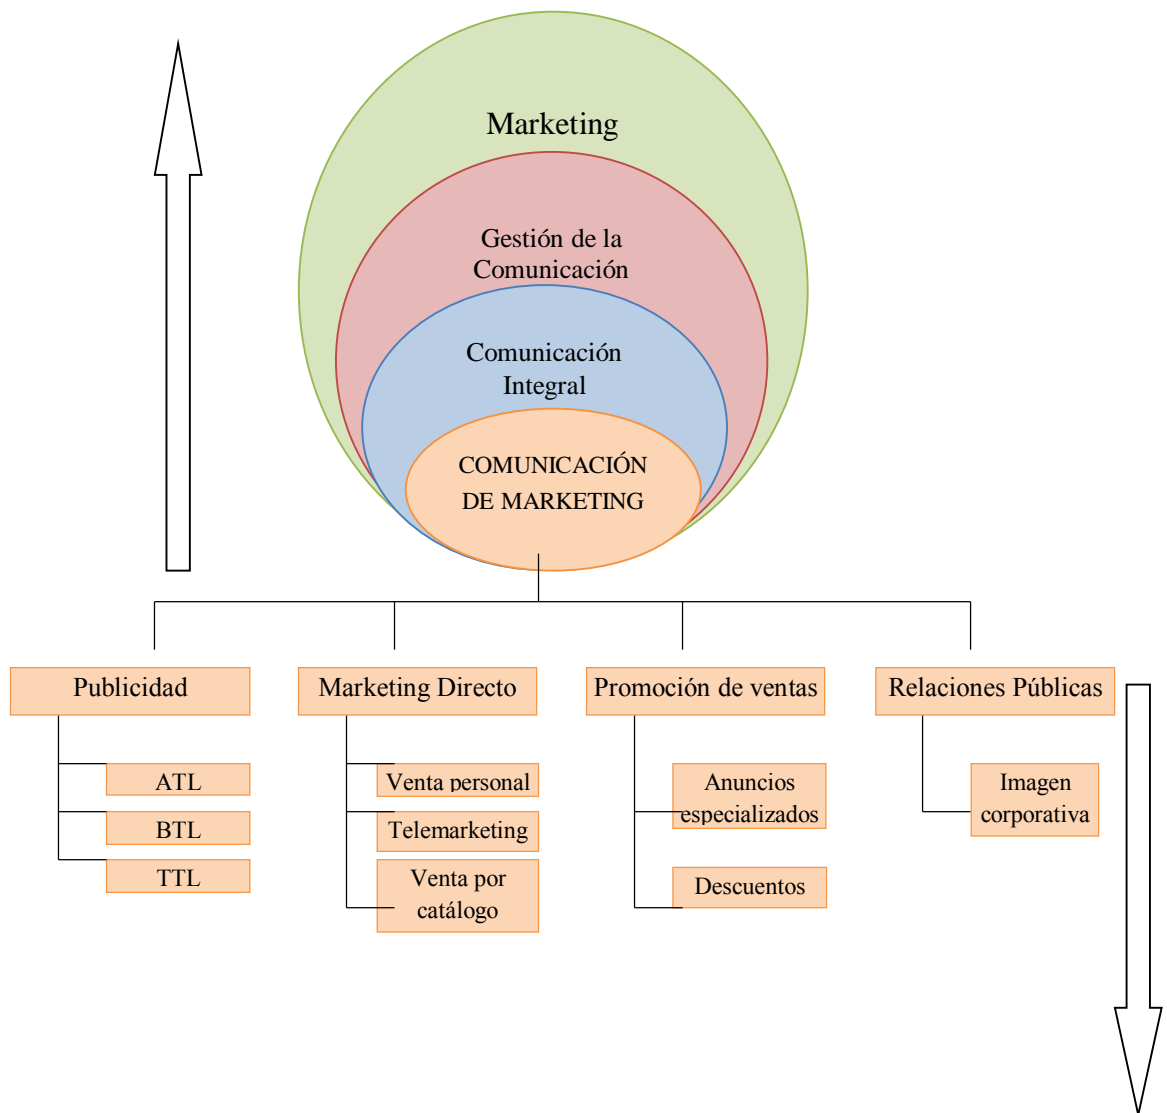 Marketing
Gestión de la
Comunicación
Comunicación
Integral
COMUNICACIÓN
DE MARKETING
Publicidad
Marketing Directo
Promoción de ventas
Relaciones Públicas
ATL
BTL
TTL
Venta personal
Telemarketing
Venta por
catálogo
Anuncios
especializados
Descuentos
Imagen
corporativa